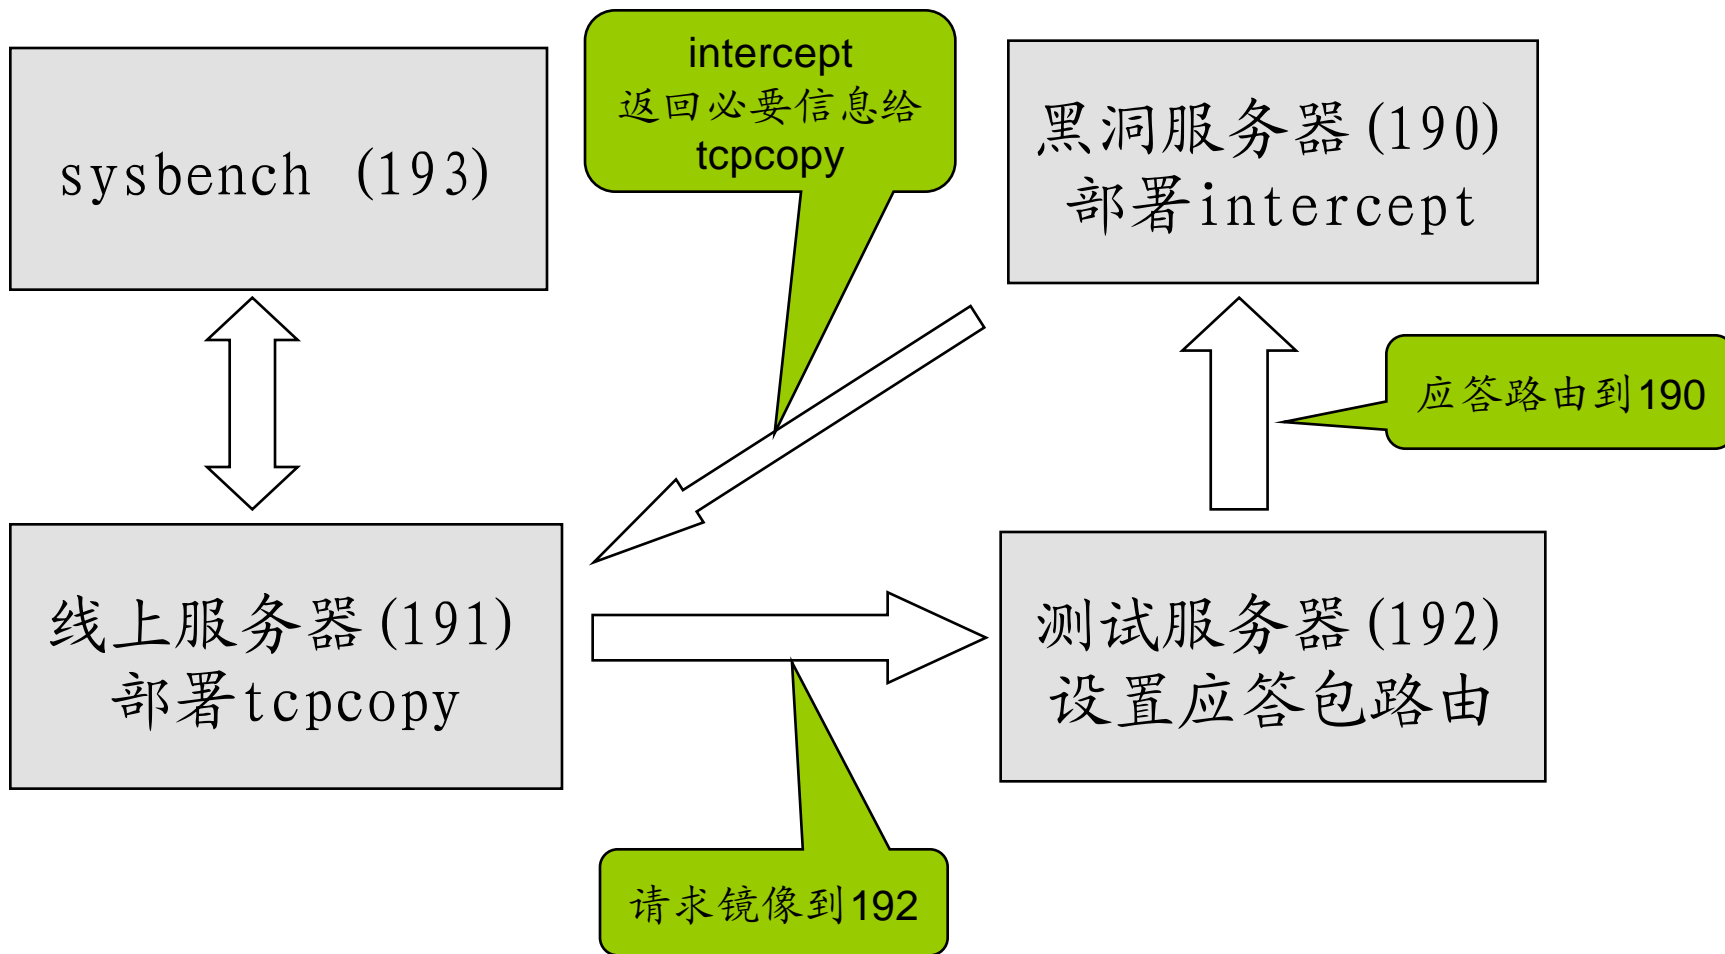 sysbench (193)
intercept
返回必要信息给
tcpcopy
黑洞服务器(190)
部署intercept
应答路由到190
线上服务器(191)
部署tcpcopy
测试服务器(192)
设置应答包路由
请求镜像到192